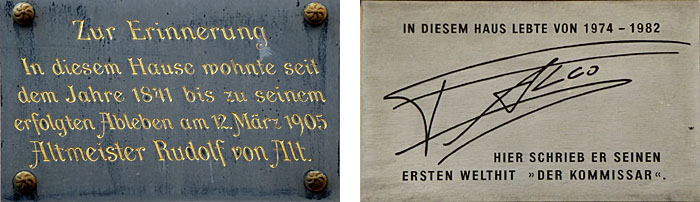 Zur Erinnerung.
In diesem Hause wohnte seit
dem Jahre 1841 bis zu seinem
erfolgten Ableben am 12. März 1905
Altmeister Rudolf von Alt.
IN DIESEM HAUS LEBTE VON 1974 – 1982
FALCO
HIER SCHRIEB ER SEINEN
ERSTEN WELTHIT »DER KOMMISSAR«.